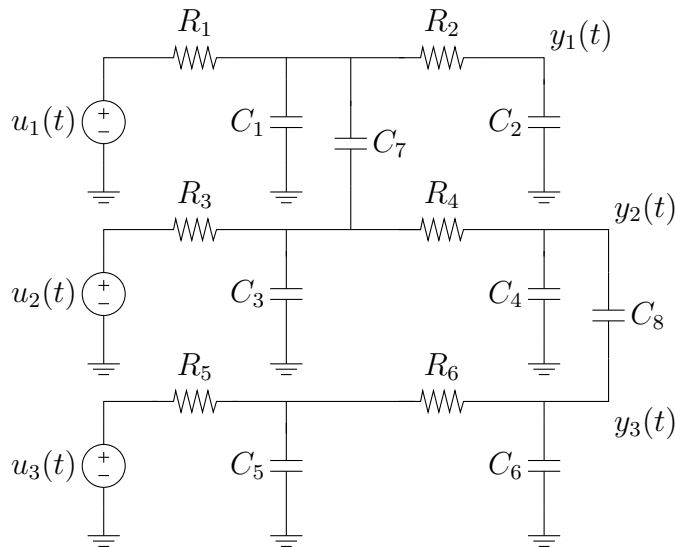 R1 R2 y1(t)
u1(t) + − C1 C7 C2
R3 R4 y2(t)
u2(t) + − C3 C4 C8
R5 R6 y3(t)
u3(t) + − C5 C6